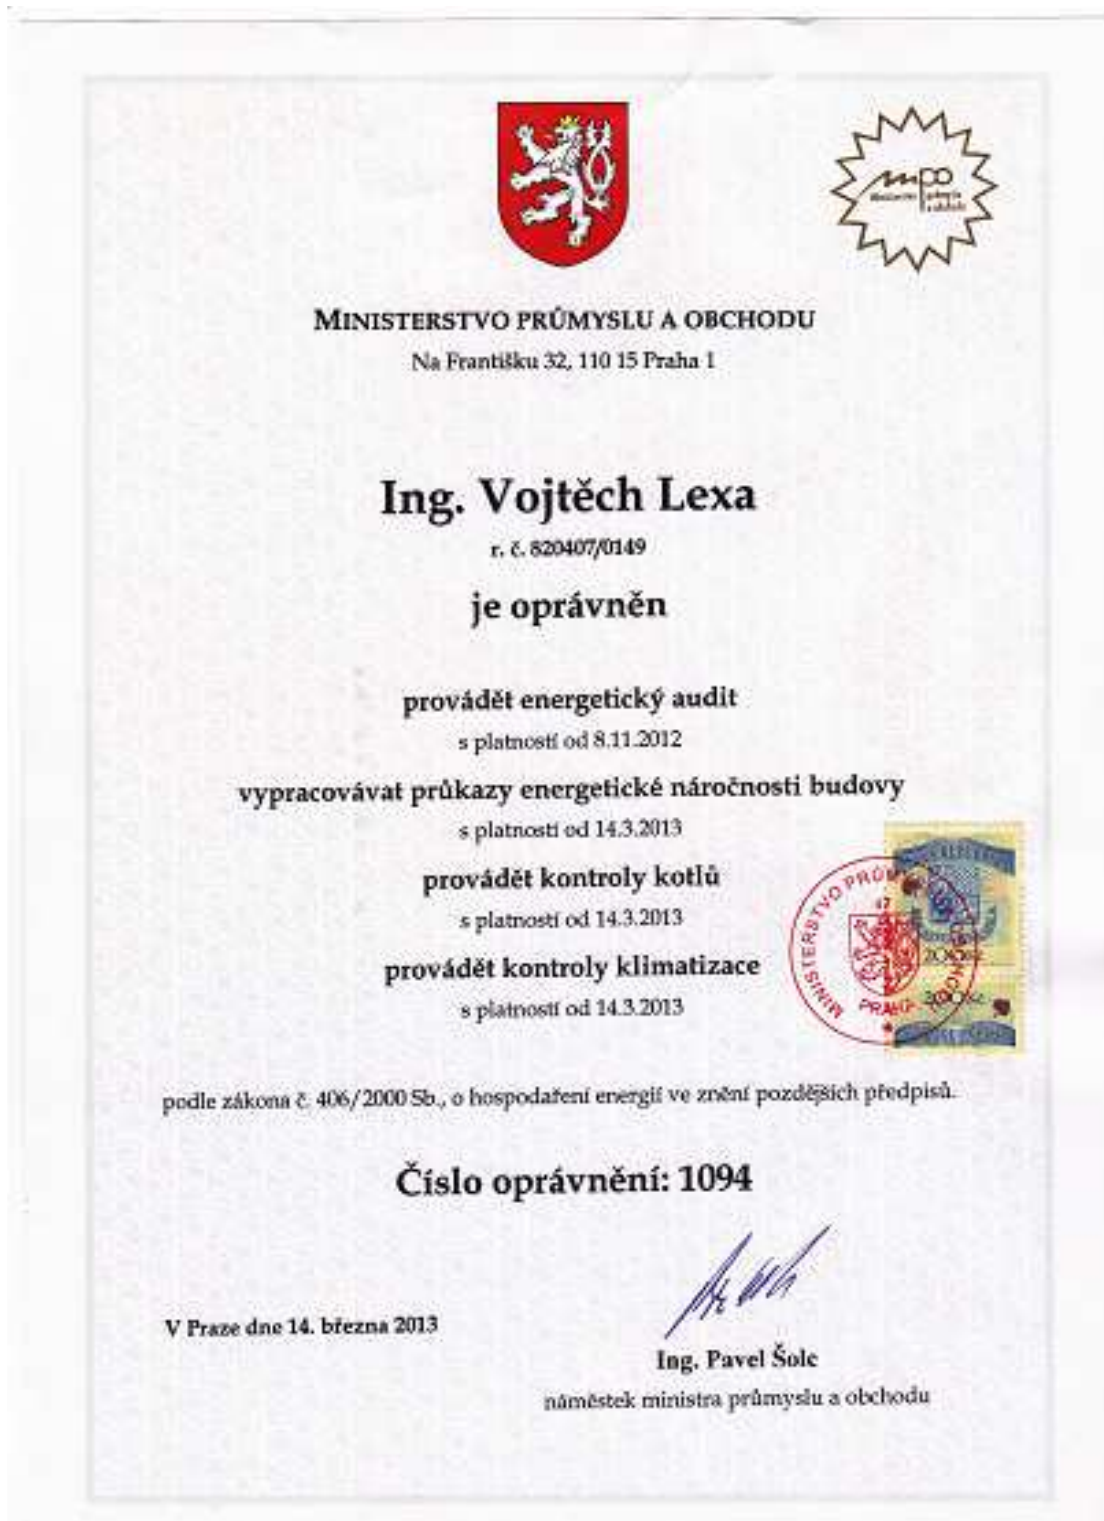 MINISTERSTVO PRŮMYSLU A OBCHODU
Na Františku 32, 110 15 Praha 1
Ing. Vojtěch Lexa
r. č. 820407/0149
je oprávněn
provádět energetický audit
s platností od 8.11.2012
vypracovávat průkazy energetické náročnosti budovy
s platností od 14.3.2013
provádět kontroly kotlů
s platností od 14.3.2013
provádět kontroly klimatizace
s platností od 14.3.2013
MINISTERSTVO PRŮM
PRAHA
podle zákona č. 406/2000 Sb., o hospodaření energií ve znění pozdějších předpisů.
Číslo oprávnění: 1094
V Praze dne 14. března 2013
Ing. Pavel Šolc
náměstek ministra průmyslu a obchodu